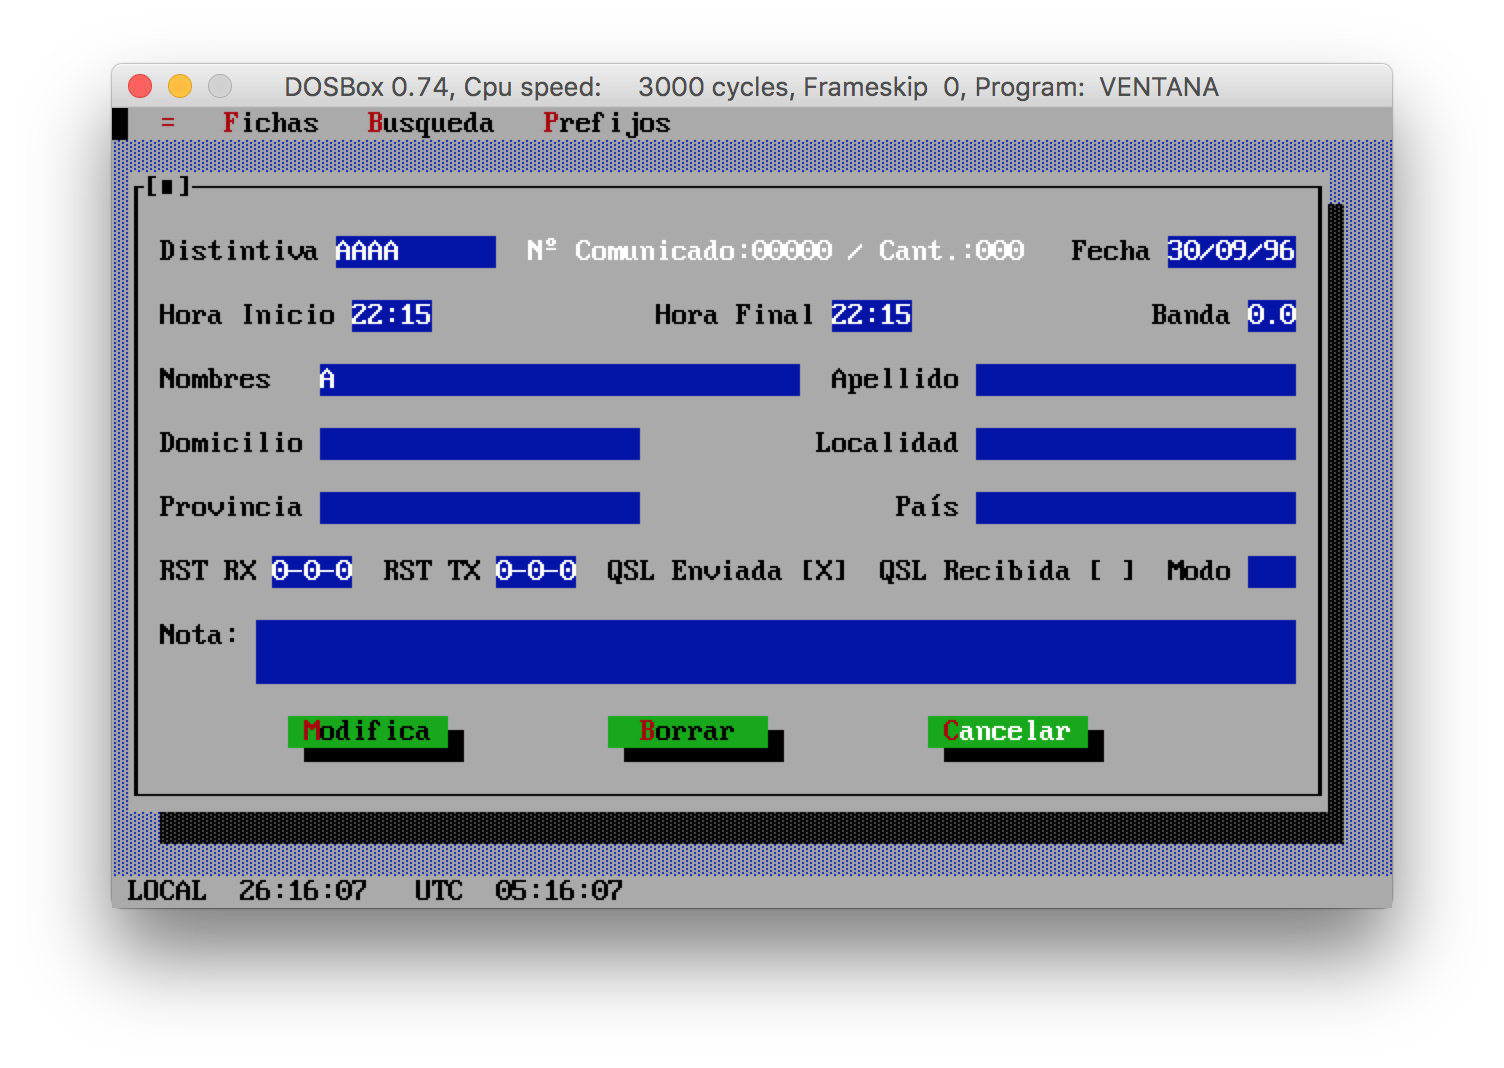 DOSBox 0.74, Cpu speed: 3000 cycles, Frameskip 0, Program: VENTANA
= Fichas Busqueda Prefijos
[■]
Distintiva AAAA Nº Comunicado:00000 / Cant.:000 Fecha 30/09/96
Hora Inicio 22:15 Hora Final 22:15 Banda 0.0
Nombres A Apellido
Domicilio Localidad
Provincia País
RST RX 0-0-0 RST TX 0-0-0 QSL Enviada [X] QSL Recibida [ ] Modo
Nota:
Modifica Borrar Cancelar
LOCAL 26:16:07 UTC 05:16:07